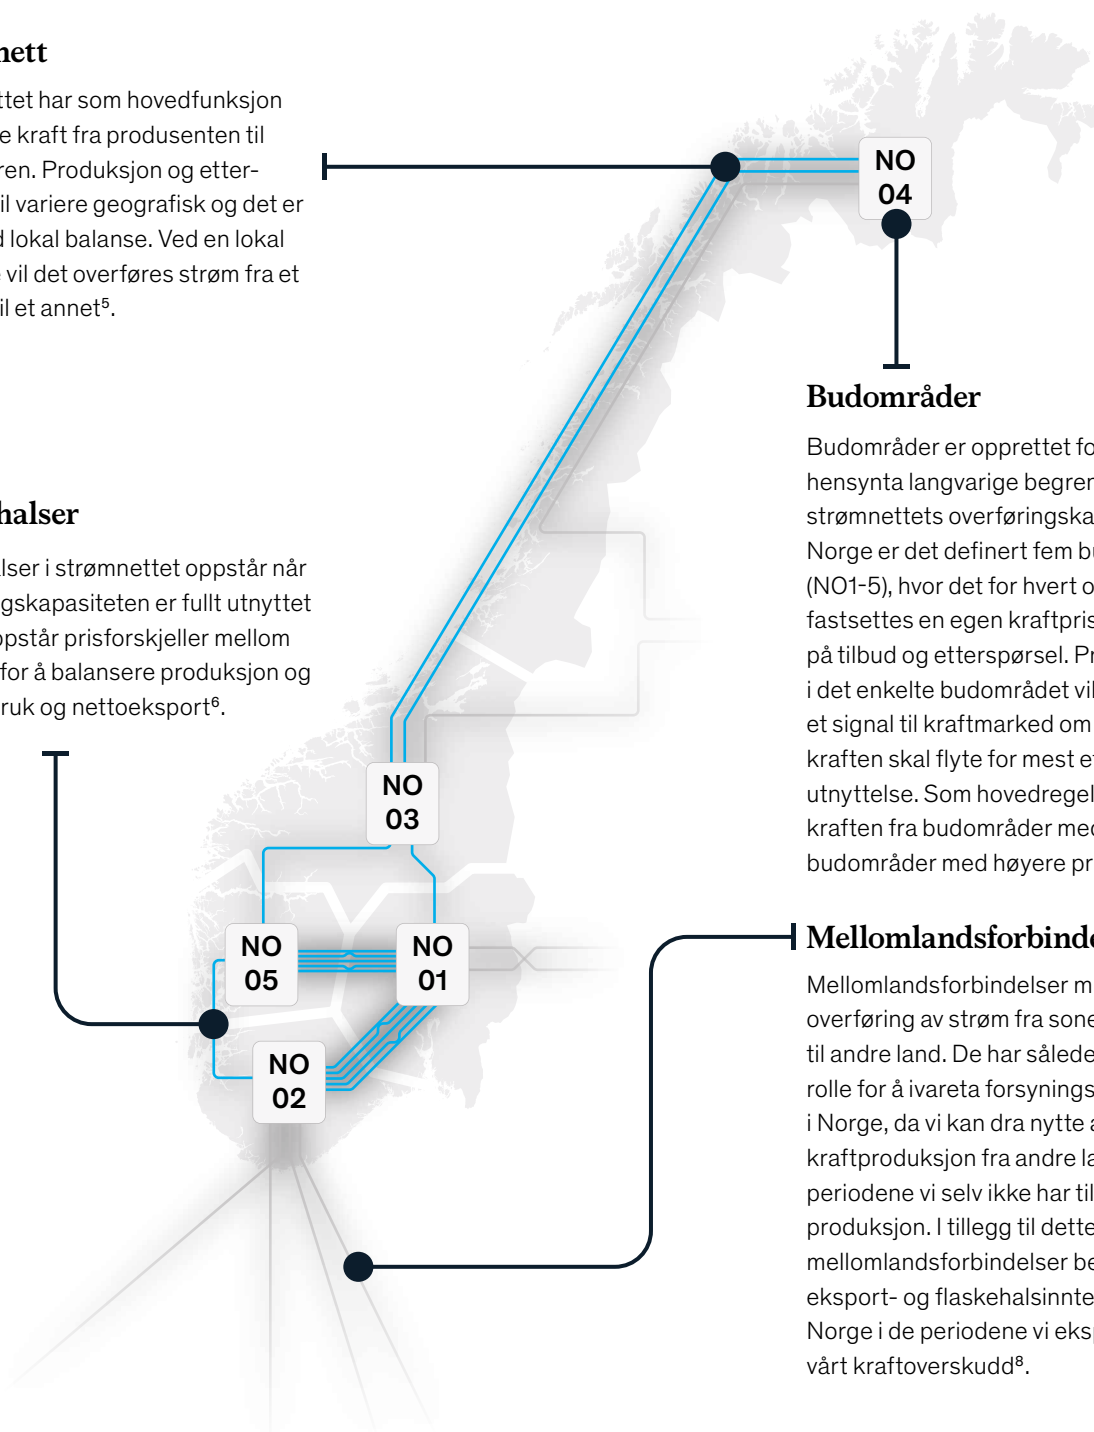 nett
ttet har som hovedfunksjon
e kraft fra produsenten til
ren. Produksjon og etter-
il variere geografisk og det er
d lokal balanse. Ved en lokal
e vil det overføres strøm fra et
il et annet⁵.
halser
alser i strømnettet oppstår når
gskapasiteten er fullt utnyttet
ppstår prisforskjeller mellom
for å balansere produksjon og
ruk og nettoeksport⁶.
NO
04
NO
03
NO
05
NO
01
NO
02
Budområder
Budområder er opprettet fo
hensynta langvarige begren
strømnettets overføringska
Norge er det definert fem bu
(NO1-5), hvor det for hvert o
fastsettes en egen kraftpris
på tilbud og etterspørsel. Pr
i det enkelte budområdet vil
et signal til kraftmarked om
kraften skal flyte for mest et
utnyttelse. Som hovedregel
kraften fra budområder med
budområder med høyere pr
Mellomlandsforbinde
Mellomlandsforbindelser m
overføring av strøm fra sone
til andre land. De har således
rolle for å ivareta forsynings
i Norge, da vi kan dra nytte a
kraftproduksjon fra andre la
periodene vi selv ikke har til
produksjon. I tillegg til dette
mellomlandsforbindelser be
eksport- og flaskehalsinnte
Norge i de periodene vi eksp
vårt kraftoverskudd⁸.